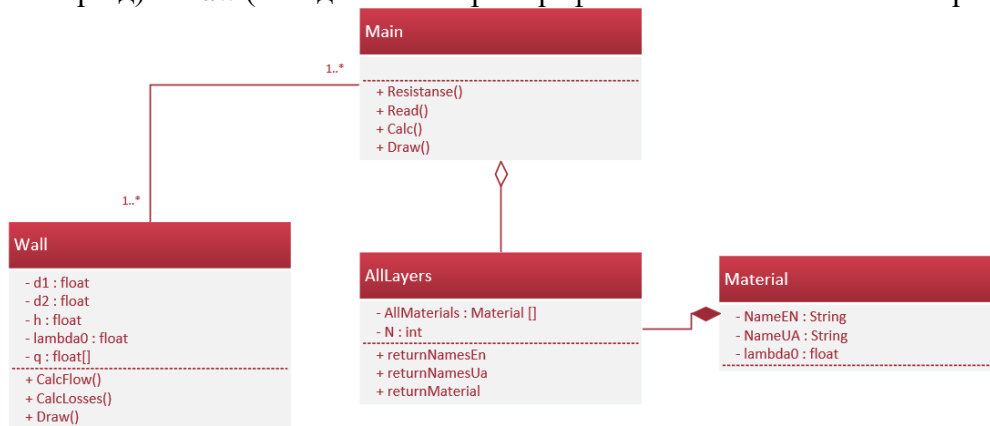 Main
1..*
+ Resistanse()
+ Read()
+ Calc()
+ Draw()
1..*
Wall
- d1 : float
- d2 : float
- h : float
- lambda0 : float
- q : float[]
+ CalcFlow()
+ CalcLosses()
+ Draw()
AllLayers
- AllMaterials : Material []
- N : int
+ returnNamesEn
+ returnNamesUa
+ returnMaterial
Material
- NameEN : String
- NameUA : String
- lambda0 : float